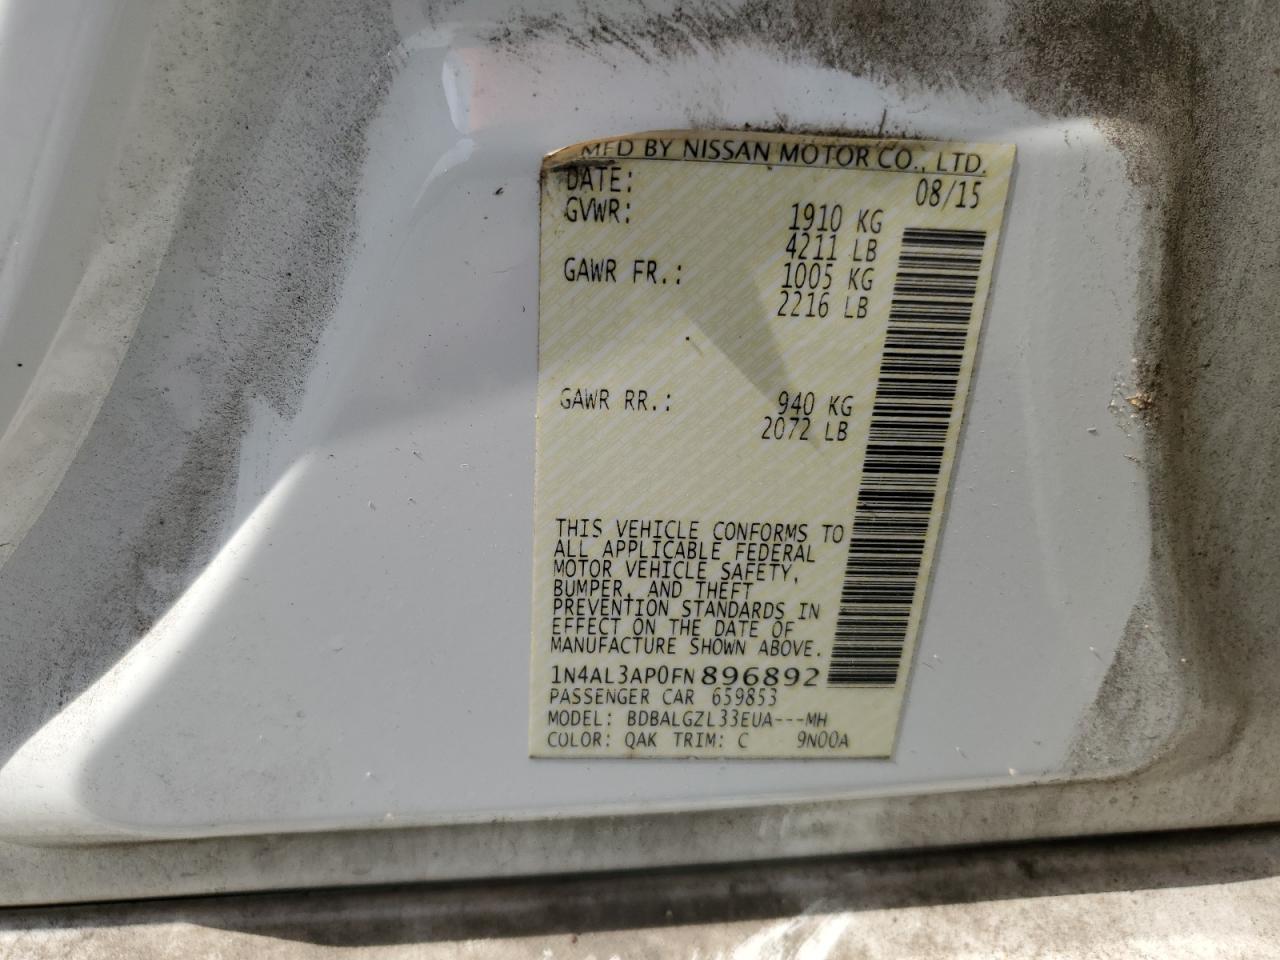 MFD BY NISSAN MOTOR CO., LTD.
DATE: 08/15
GVWR: 1910 KG
4211 LB
GAWR FR.: 1005 KG
2216 LB
GAWR RR.: 940 KG
2072 LB
THIS VEHICLE CONFORMS TO
ALL APPLICABLE FEDERAL
MOTOR VEHICLE SAFETY,
BUMPER, AND THEFT
PREVENTION STANDARDS IN
EFFECT ON THE DATE OF
MANUFACTURE SHOWN ABOVE.
1N4AL3AP0FN896892
PASSENGER CAR 659853
MODEL: BDBALGZL33EUA---MH
COLOR: QAK TRIM: C 9N00A